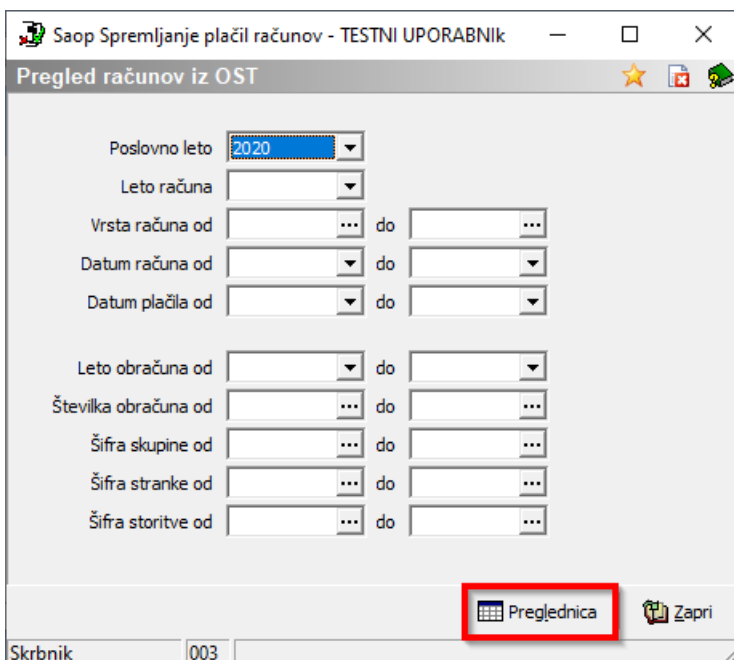 Saop Spremljanje plačil računov - TESTNI UPORABNIk
Pregled računov iz OST
Poslovno leto 2020
Leto računa
Vrsta računa od ... do ...
Datum računa od do
Datum plačila od do
Leto obračuna od do
Številka obračuna od ... do ...
Šifra skupine od ... do ...
Šifra stranke od ... do ...
Šifra storitve od ... do ...
Preglednica Zapri
Skrbnik 003